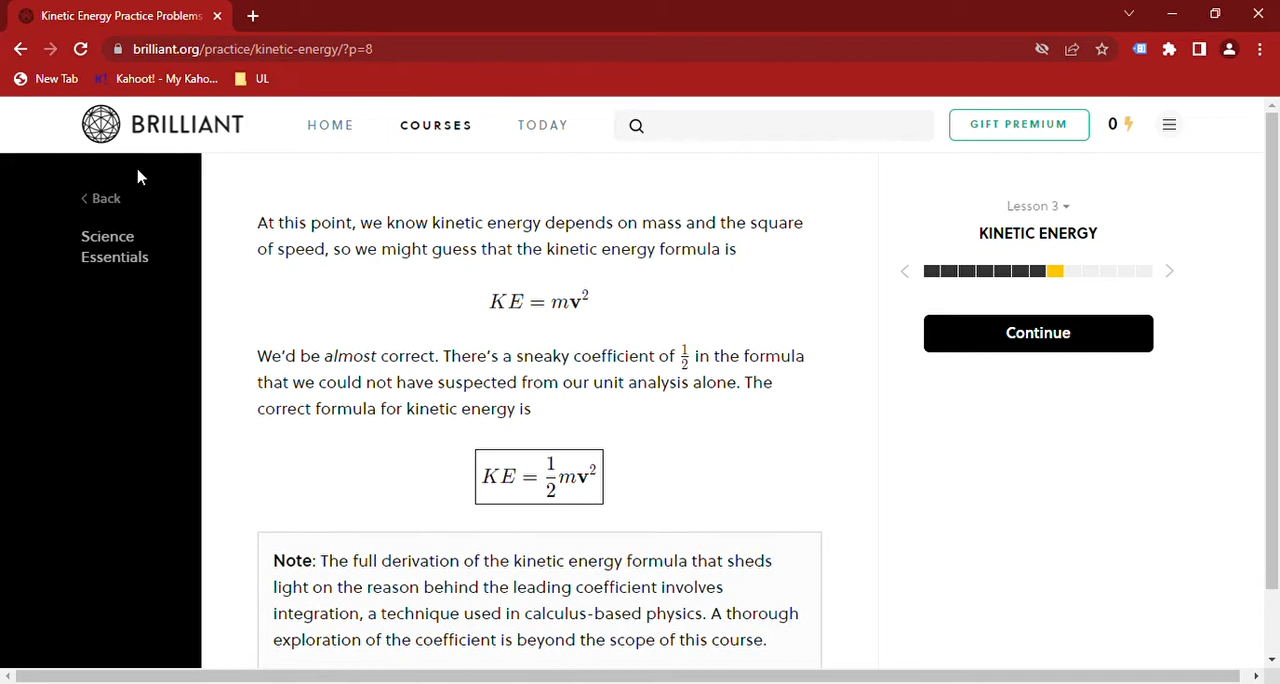 Kinetic Energy Practice Problems
brilliant.org/practice/kinetic-energy/?p=8
New Tab
K! Kahoot! - My Kaho...
UL
BRILLIANT
HOME
COURSES
TODAY
GIFT PREMIUM
0
< Back
Science
Essentials
At this point, we know kinetic energy depends on mass and the square
of speed, so we might guess that the kinetic energy formula is
KE = mv²
We'd be almost correct. There's a sneaky coefficient of 1/2 in the formula
that we could not have suspected from our unit analysis alone. The
correct formula for kinetic energy is
KE = 1/2 mv²
Note: The full derivation of the kinetic energy formula that sheds
light on the reason behind the leading coefficient involves
integration, a technique used in calculus-based physics. A thorough
exploration of the coefficient is beyond the scope of this course.
Lesson 3
KINETIC ENERGY
Continue